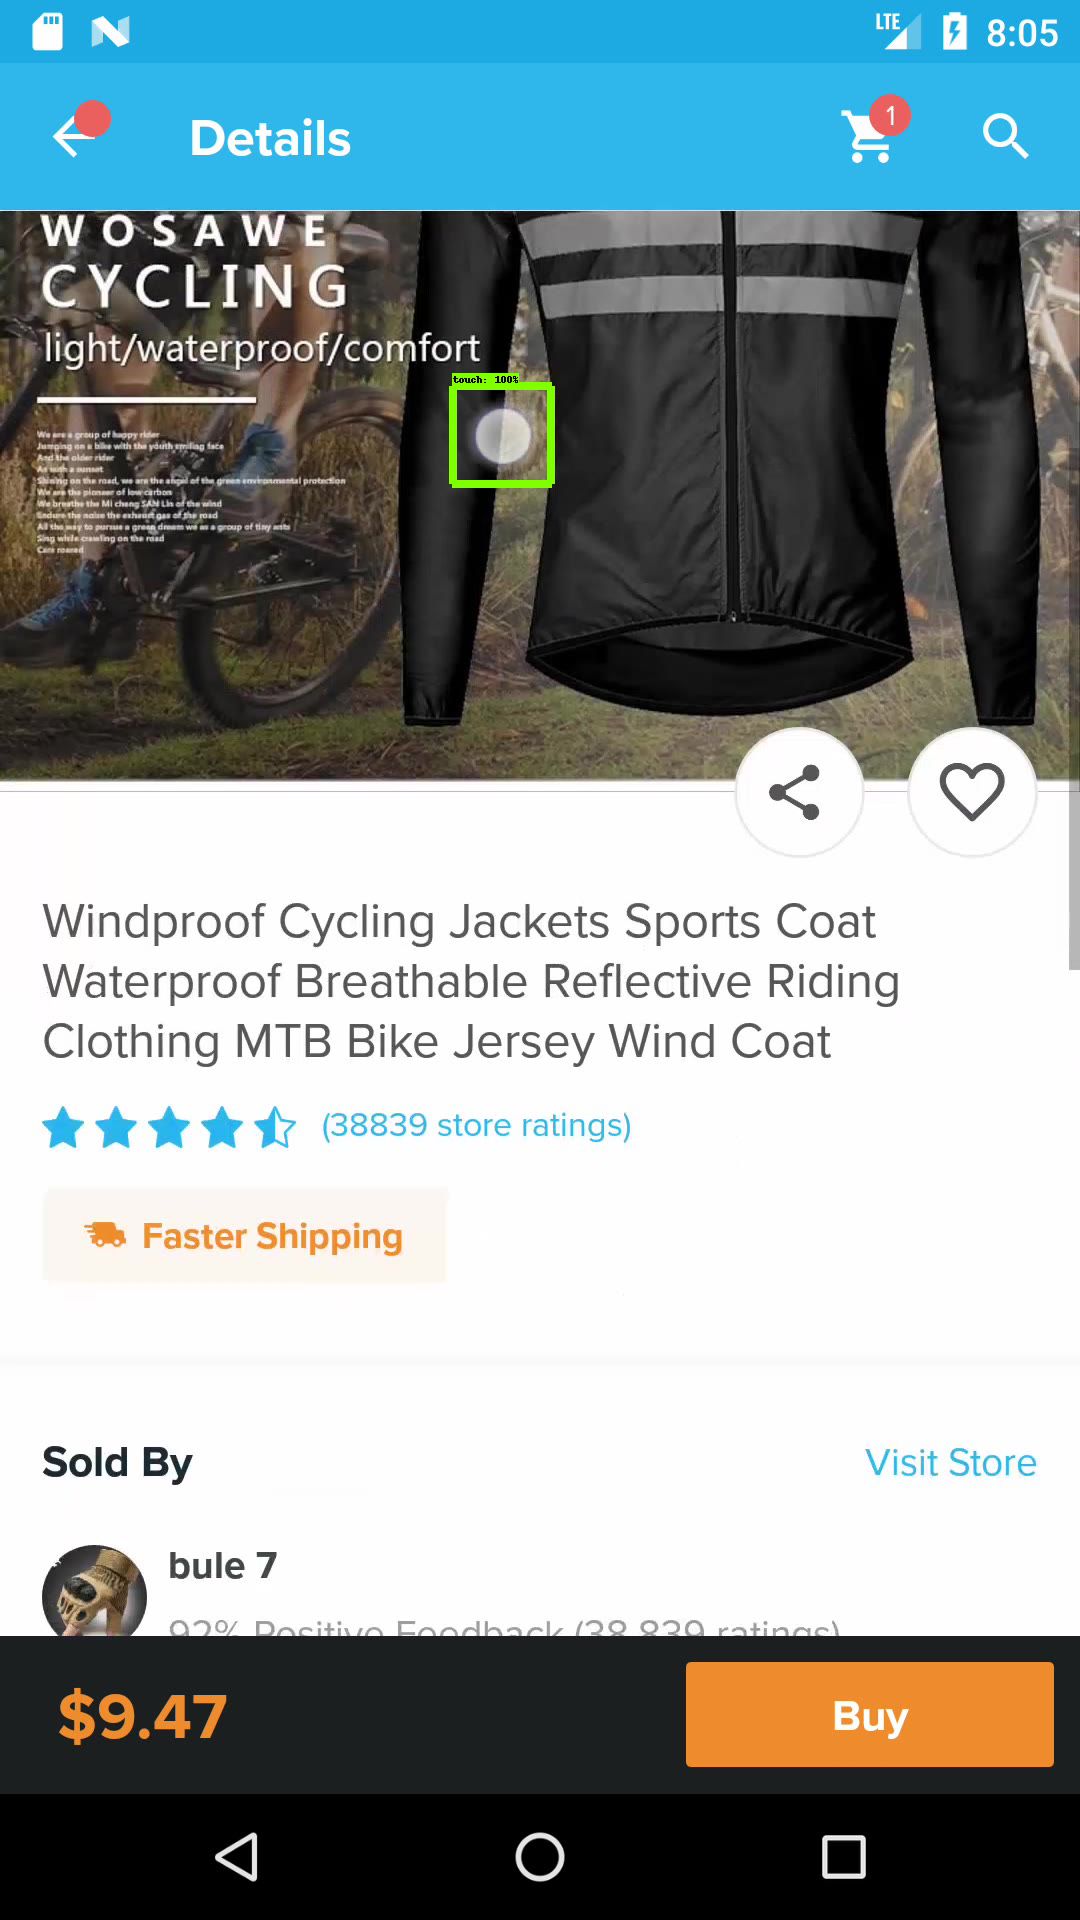 LTE 8:05
Details
1
WOSAWE
CYCLING
light/waterproof/comfort
touch: 100%
We are a group of happy rider
Jumping on a bike with the youth smiling face
And the older rider
As with a sunset
Shining on the road, we are the angel of the green environmental protection
We are the pioneer of low carbon
We breathe the Mi chang SAN Lin of the wind
Endure the noise the exhaust gas of the road
All the way to pursue a green dream we as a group of tiny ants
Sing while crawling on the road
Care roared
Windproof Cycling Jackets Sports Coat
Waterproof Breathable Reflective Riding
Clothing MTB Bike Jersey Wind Coat
(38839 store ratings)
Faster Shipping
Sold By
Visit Store
bule 7
92% Positive Feedback (38,839 ratings)
$9.47
Buy